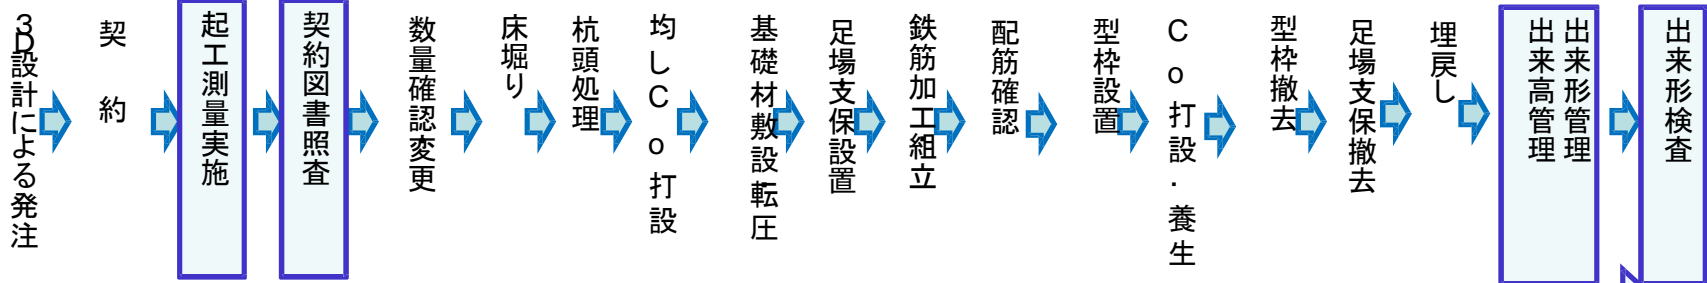 3D設計による発注
契約
起工測量実施
契約図書照査
数量確認変更
床堀り
杭頭処理
均しCo打設
基礎材敷設・転圧
足場支保設置
鉄筋加工組立
配筋確認
型枠設置
Co打設・養生
型枠撤去
足場支保撤去
埋戻し
出来形管理
出来高管理
出来形検査